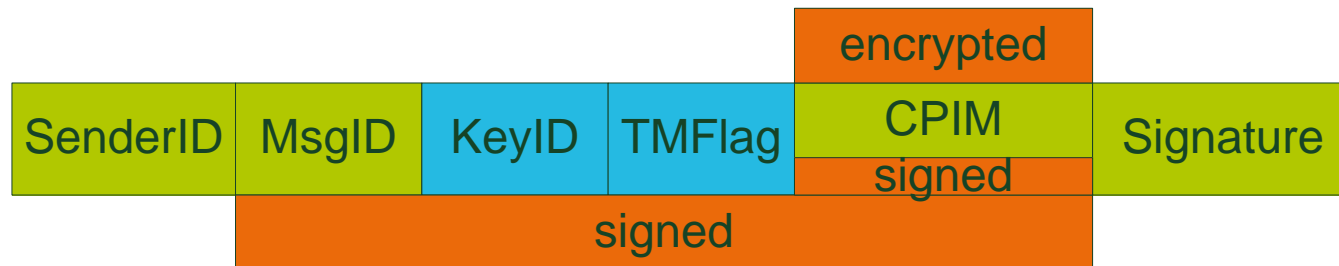 encrypted
SenderID MsgID KeyID TMFlag CPIM Signature
signed
signed